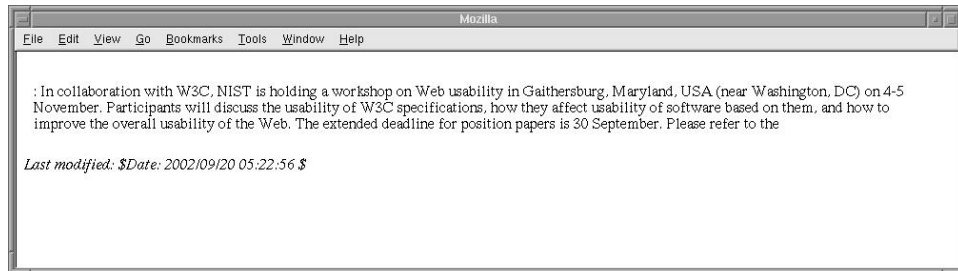 Mozilla
File Edit View Go Bookmarks Tools Window Help
: In collaboration with W3C, NIST is holding a workshop on Web usability in Gaithersburg, Maryland, USA (near Washington, DC) on 4-5
November. Participants will discuss the usability of W3C specifications, how they affect usability of software based on them, and how to
improve the overall usability of the Web. The extended deadline for position papers is 30 September. Please refer to the
Last modified: $Date: 2002/09/20 05:22:56 $